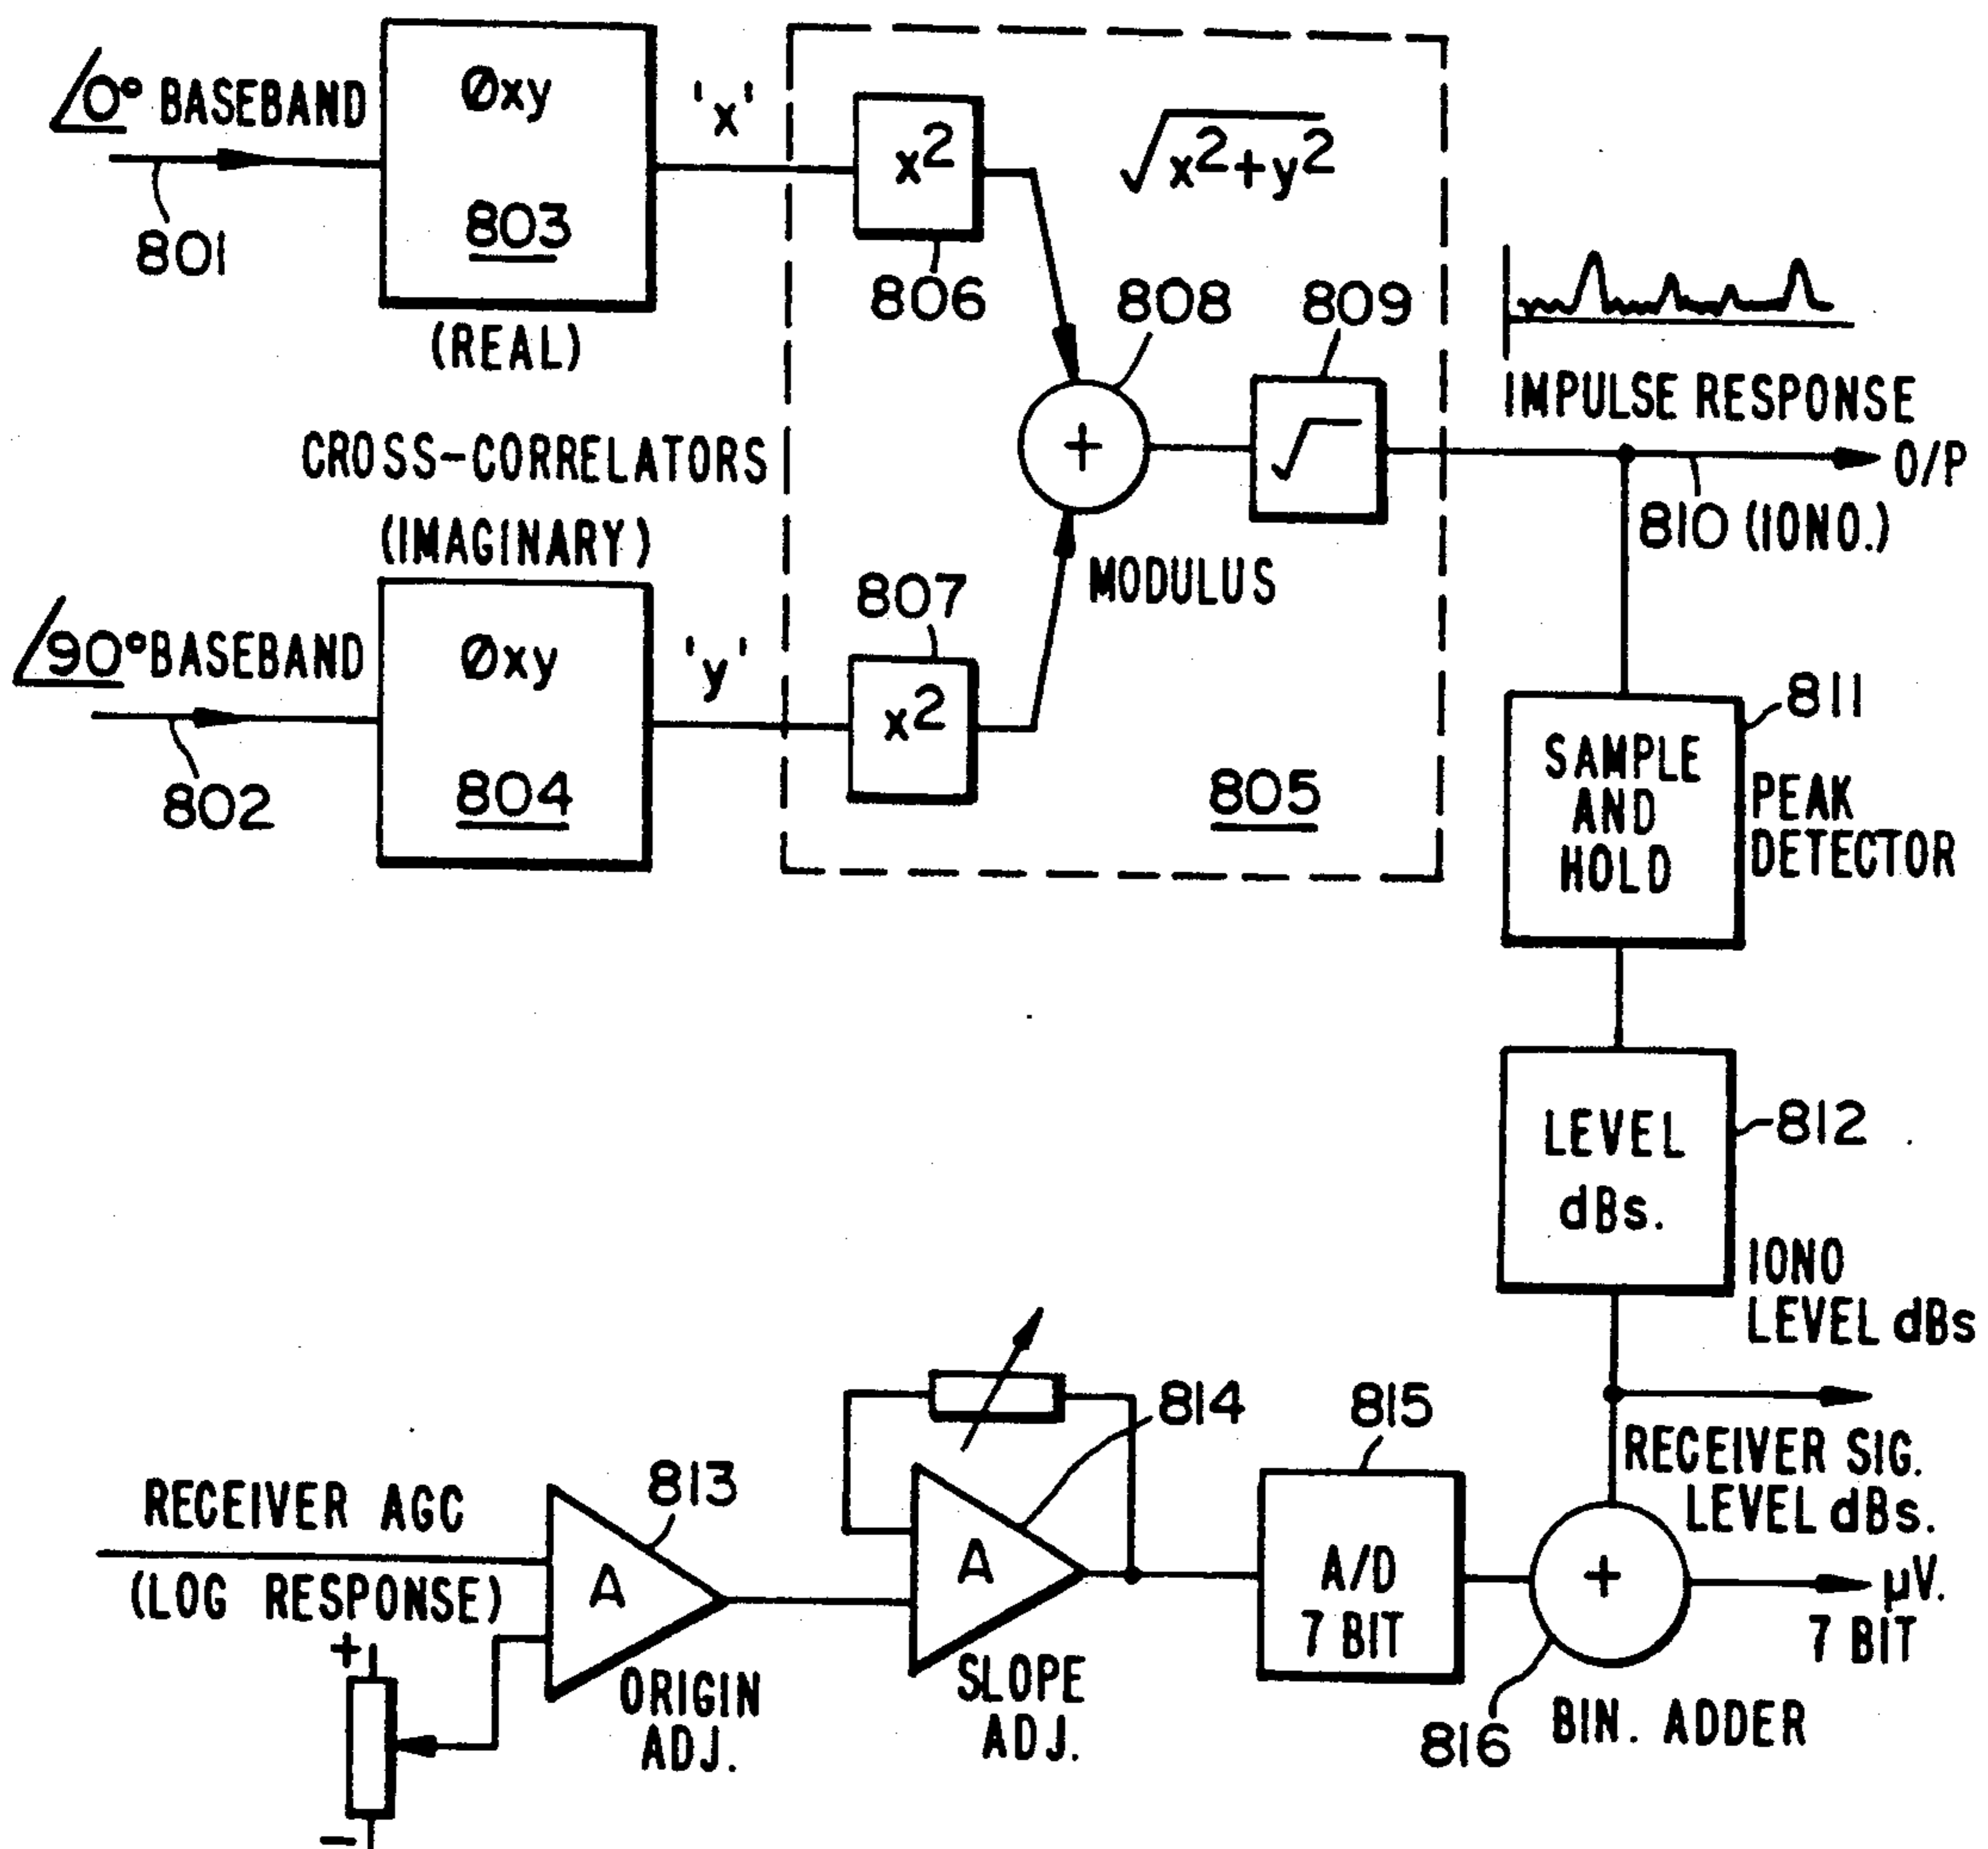 ∠0° BASEBAND
801
Øxy
803
(REAL)
'x'
x²
806
√x²+y²
808
809
√
+
IMPULSE RESPONSE
O/P
810 (IONO.)
CROSS-CORRELATORS
(IMAGINARY)
MODULUS
∠90° BASEBAND
802
Øxy
804
'y'
807
x²
805
811
SAMPLE
AND
HOLD
PEAK
DETECTOR
LEVEL
dBs.
812
IONO
LEVEL dBs
RECEIVER SIG.
LEVEL dBs.
RECEIVER AGC
(LOG RESPONSE)
+
-
813
A
ORIGIN
ADJ.
814
A
SLOPE
ADJ.
815
A/D
7 BIT
+
816
BIN. ADDER
µV.
7 BIT